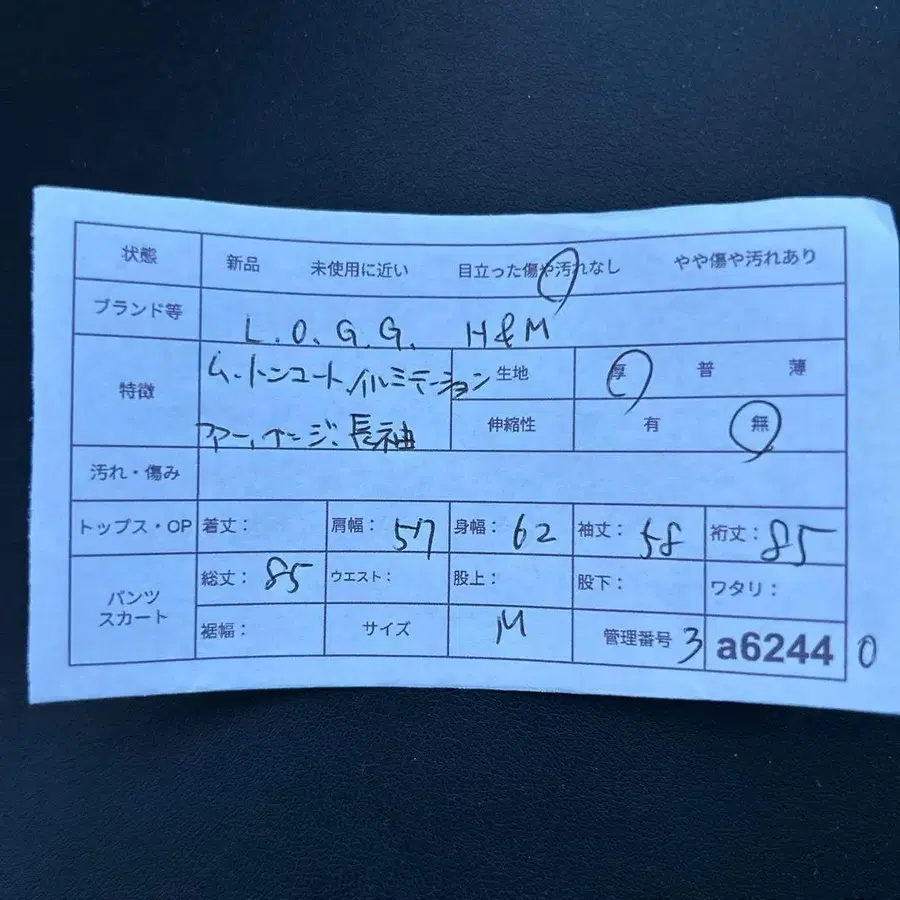 状態 新品 未使用に近い 目立った傷や汚れなし やや傷や汚れあり
ブランド等 L.O.G.G. H&M
特徴 ムートンコート、イルミテーション
ファー、 長袖
生地 厚 普 薄
伸縮性 有 無
汚れ・傷み
トップス・OP 着丈: 肩幅: 57 身幅: 62 袖丈: 58 裄丈: 85
パンツ スカート 総丈: 85 ウエスト: 股上: 股下: ワタリ:
裾幅: サイズ M 管理番号 3 a6244 0